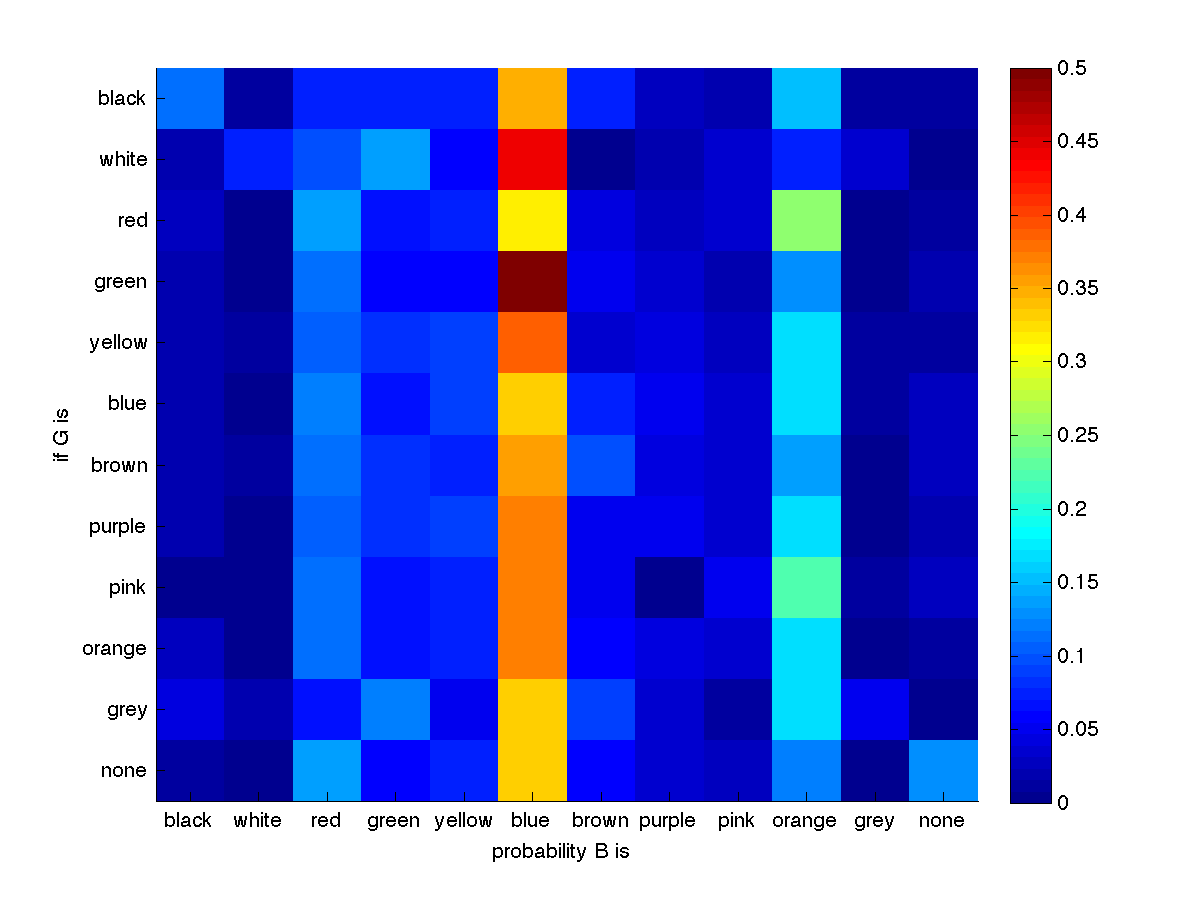 black
white
red
green
yellow
blue
brown
purple
pink
orange
grey
none
if G is
black white red green yellow blue brown purple pink orange grey none
probability B is
0.5
0.45
0.4
0.35
0.3
0.25
0.2
0.15
0.1
0.05
0